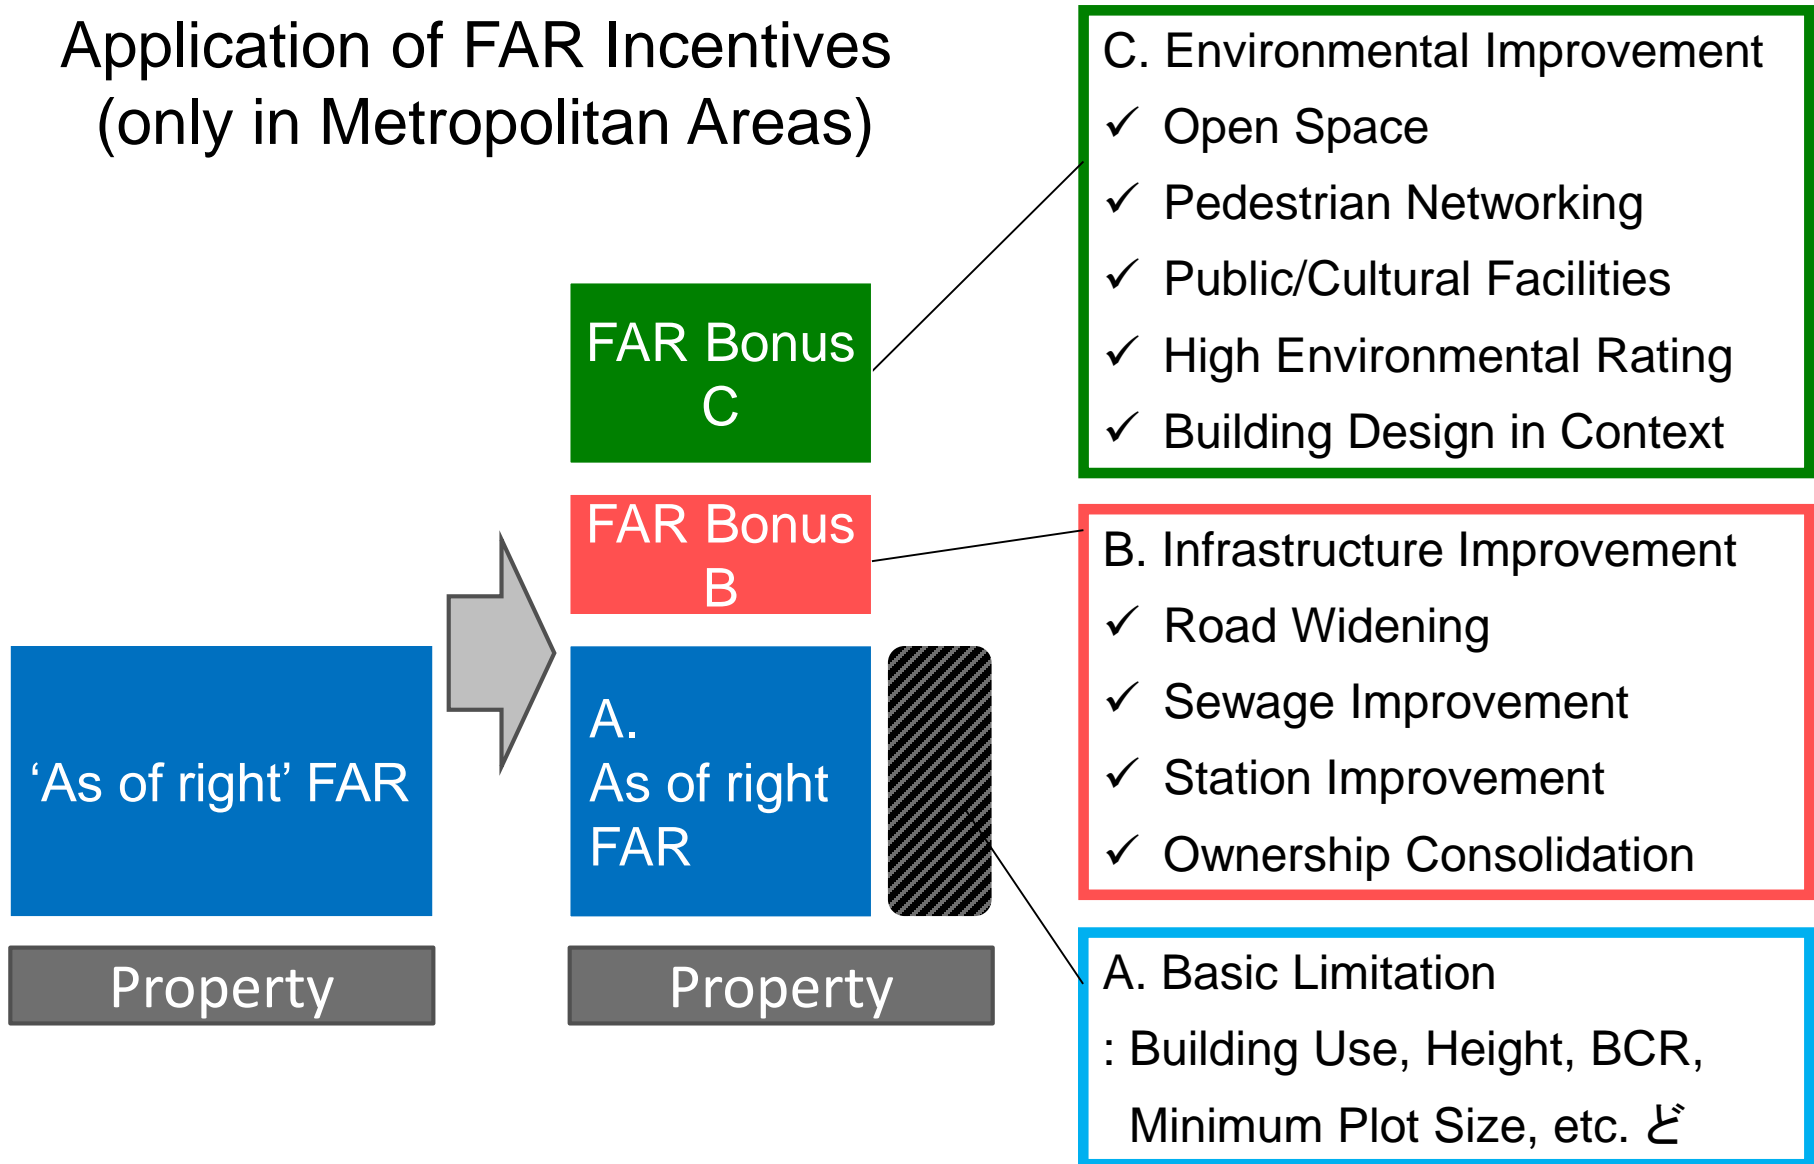 Application of FAR Incentives
(only in Metropolitan Areas)
‘As of right’ FAR
Property
FAR Bonus
C
FAR Bonus
B
A.
As of right
FAR
Property
C. Environmental Improvement
✓ Open Space
✓ Pedestrian Networking
✓ Public/Cultural Facilities
✓ High Environmental Rating
✓ Building Design in Context
B. Infrastructure Improvement
✓ Road Widening
✓ Sewage Improvement
✓ Station Improvement
✓ Ownership Consolidation
A. Basic Limitation
: Building Use, Height, BCR,
Minimum Plot Size, etc. ど